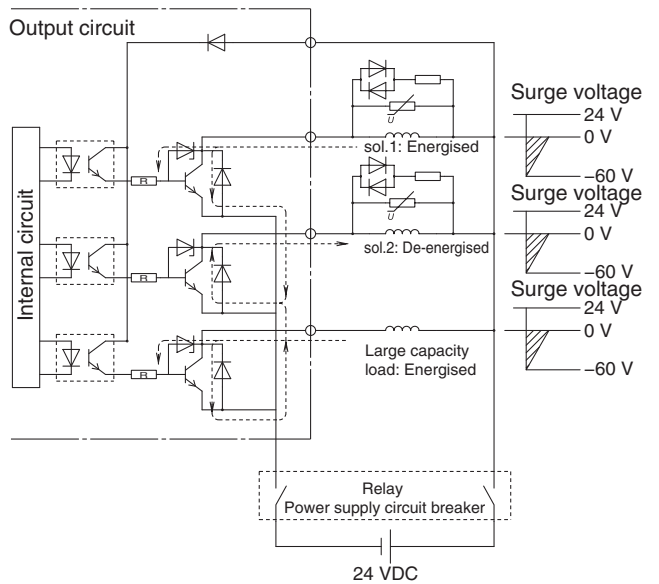 Output circuit
Internal circuit
R
R
R
U
sol.1: Energised
U
sol.2: De-energised
Large capacity
load: Energised
Surge voltage
24 V
0 V
−60 V
Surge voltage
24 V
0 V
−60 V
Surge voltage
24 V
0 V
−60 V
Relay
Power supply circuit breaker
24 VDC